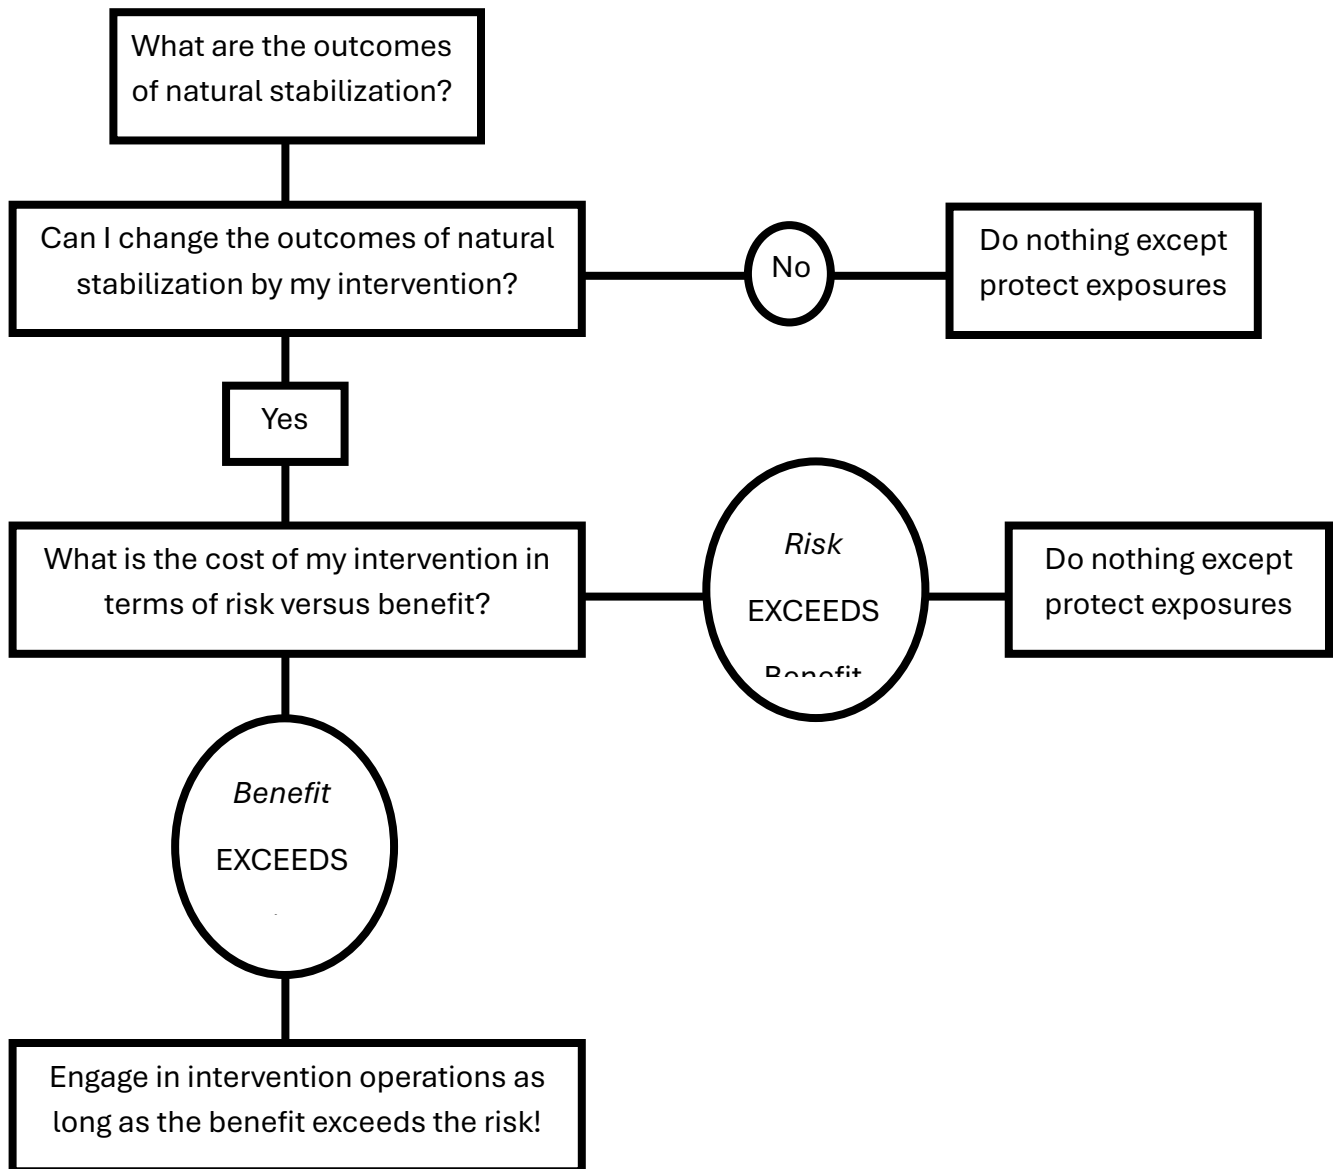 What are the outcomes
of natural stabilization?
Can I change the outcomes of natural
stabilization by my intervention?
No
Do nothing except
protect exposures
Yes
What is the cost of my intervention in
terms of risk versus benefit?
Risk
EXCEEDS
Benefit
Do nothing except
protect exposures
Benefit
EXCEEDS
Engage in intervention operations as
long as the benefit exceeds the risk!